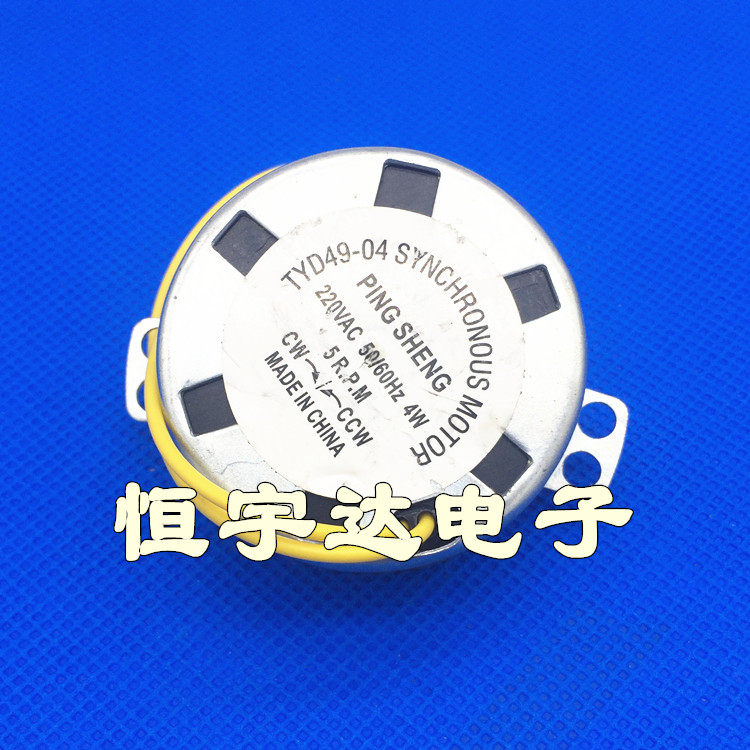 TYD49-04 SYNCHRONOUS MOTOR
PING SHENG
220VAC 50/60Hz 4W
5 R.P.M
CW CCW
MADE IN CHINA
恒宇达电子